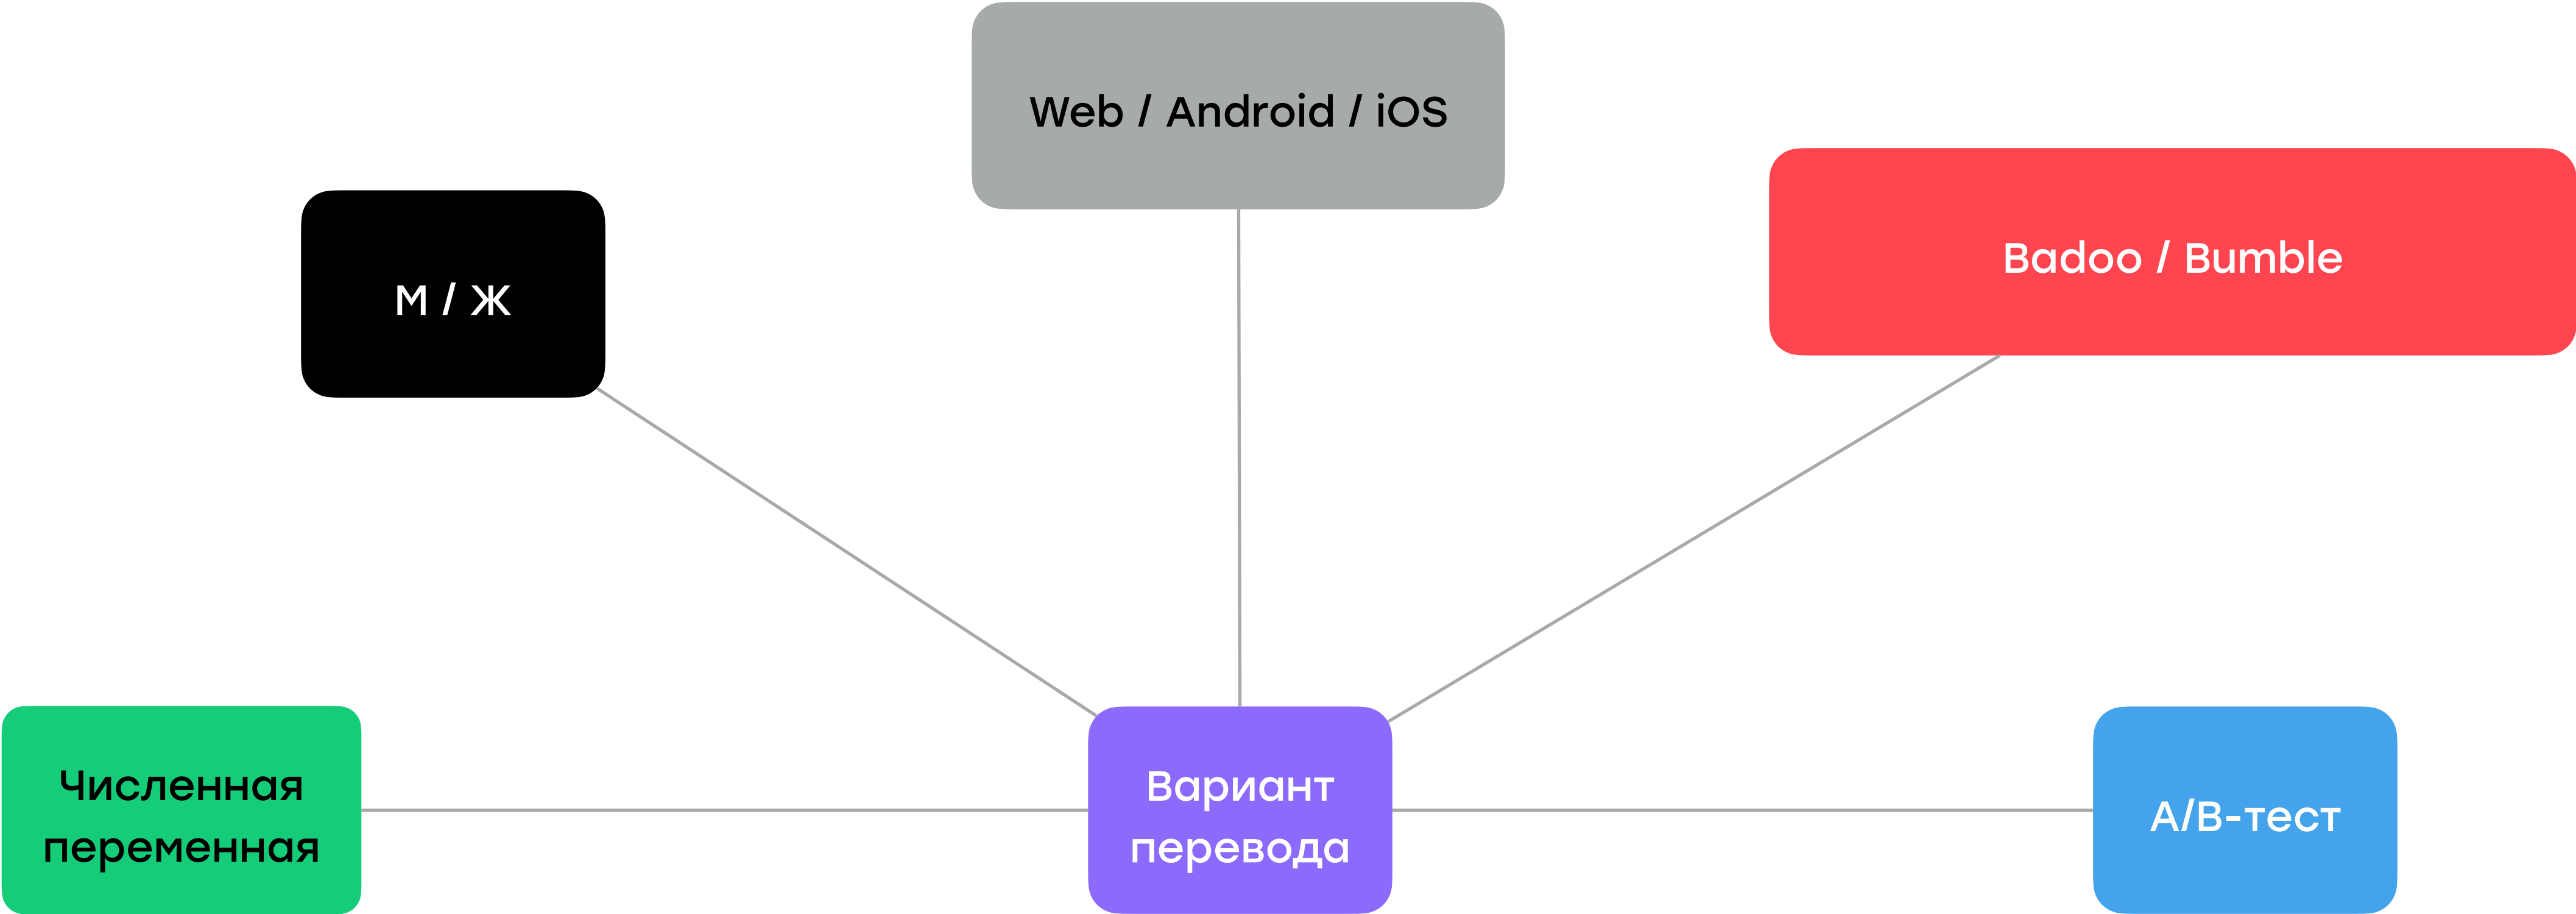 Web / Android / iOS
Badoo / Bumble
М / Ж
Численная
переменная
Вариант
перевода
A/B-тест